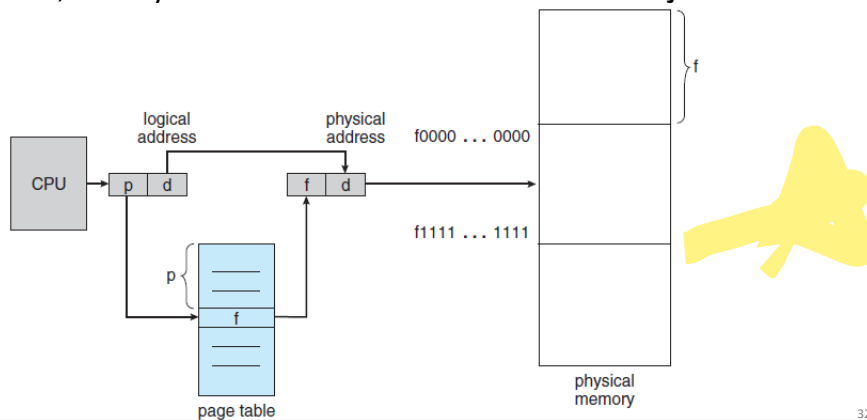 logical
address
physical
address
f0000 ... 0000
f
CPU
p d
f d
f1111 ... 1111
p
f
physical
memory
page table